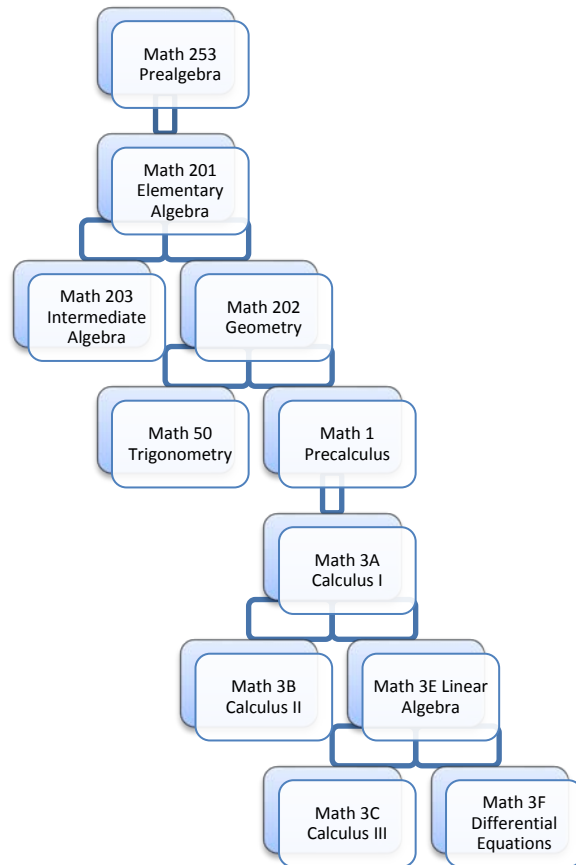 Math 253
Prealgebra
Math 201
Elementary
Algebra
Math 203
Intermediate
Algebra
Math 202
Geometry
Math 50
Trigonometry
Math 1
Precalculus
Math 3A
Calculus I
Math 3B
Calculus II
Math 3E Linear
Algebra
Math 3C
Calculus III
Math 3F
Differential
Equations